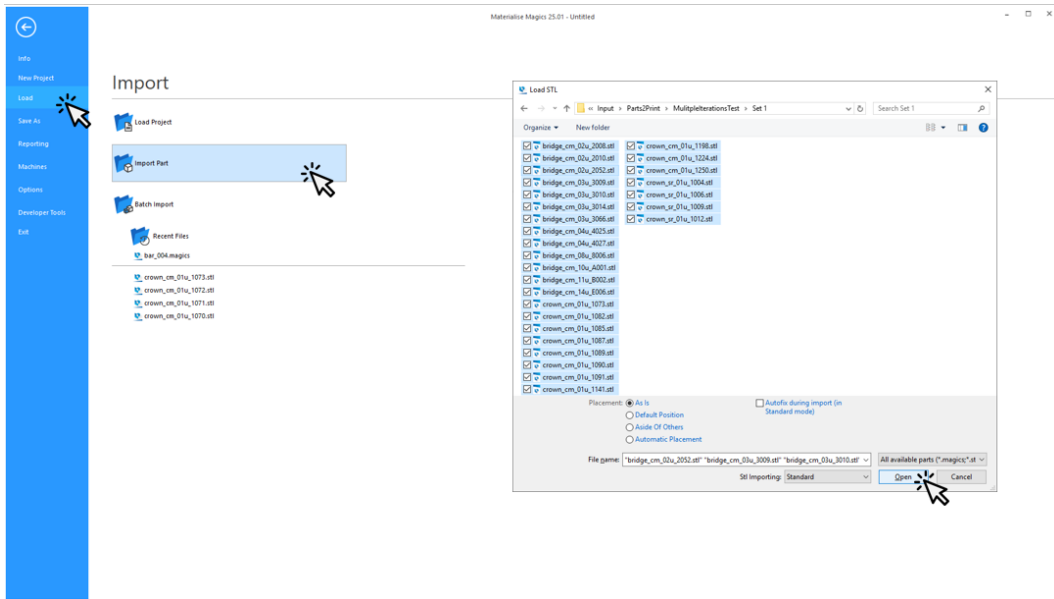 Materialise Magics 25.01 - Untitled
Info
New Project
Load
Save As
Reporting
Machines
Options
Developer Tools
Exit
Import
Load Project
Import Part
Batch Import
Recent Files
bar_004.magics
crown_cm_01u_1073.stl
crown_cm_01u_1072.stl
crown_cm_01u_1071.stl
crown_cm_01u_1070.stl
Load STL
« Input › Parts2Print › MulitpleIterationsTest › Set 1
Search Set 1
Organize
New folder
bridge_cm_02u_2008.stl
bridge_cm_02u_2010.stl
bridge_cm_02u_2052.stl
bridge_cm_03u_3009.stl
bridge_cm_03u_3010.stl
bridge_cm_03u_3014.stl
bridge_cm_03u_3066.stl
bridge_cm_04u_4025.stl
bridge_cm_04u_4027.stl
bridge_cm_08u_8006.stl
bridge_cm_10u_A001.stl
bridge_cm_11u_B002.stl
bridge_cm_14u_E006.stl
crown_cm_01u_1073.stl
crown_cm_01u_1082.stl
crown_cm_01u_1085.stl
crown_cm_01u_1087.stl
crown_cm_01u_1089.stl
crown_cm_01u_1090.stl
crown_cm_01u_1091.stl
crown_cm_01u_1141.stl
crown_cm_01u_1198.stl
crown_cm_01u_1224.stl
crown_cm_01u_1250.stl
crown_sr_01u_1004.stl
crown_sr_01u_1006.stl
crown_sr_01u_1009.stl
crown_sr_01u_1012.stl
Placement: As Is
Default Position
Aside Of Others
Automatic Placement
Autofix during import (in
Standard mode)
File name: "bridge_cm_02u_2052.stl" "bridge_cm_03u_3009.stl" "bridge_cm_03u_3010.stl"
All available parts (*.magics;*.st
Stl Importing: Standard
Open
Cancel